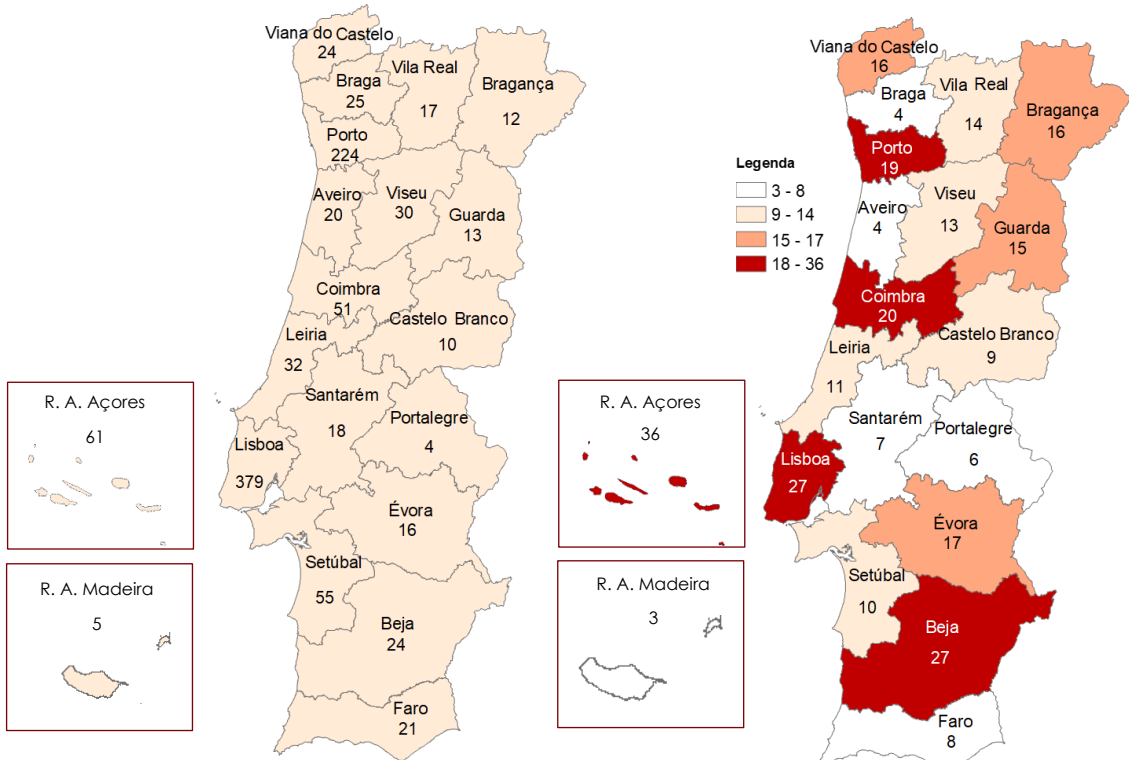 Viana do Castelo
24
Braga
25
Vila Real
17
Bragança
12
Porto
224
Aveiro
20
Viseu
30
Guarda
13
Coimbra
51
Castelo Branco
10
Leiria
32
Santarém
18
Portalegre
4
Lisboa
379
Évora
16
Setúbal
55
Beja
24
Faro
21
R. A. Açores
61
R. A. Madeira
5
Viana do Castelo
16
Braga
4
Vila Real
14
Bragança
16
Porto
19
Legenda
3 - 8
9 - 14
15 - 17
18 - 36
Aveiro
4
Viseu
13
Guarda
15
Coimbra
20
Castelo Branco
9
Leiria
11
Santarém
7
Portalegre
6
Lisboa
27
Évora
17
Setúbal
10
Beja
27
Faro
8
R. A. Açores
36
R. A. Madeira
3